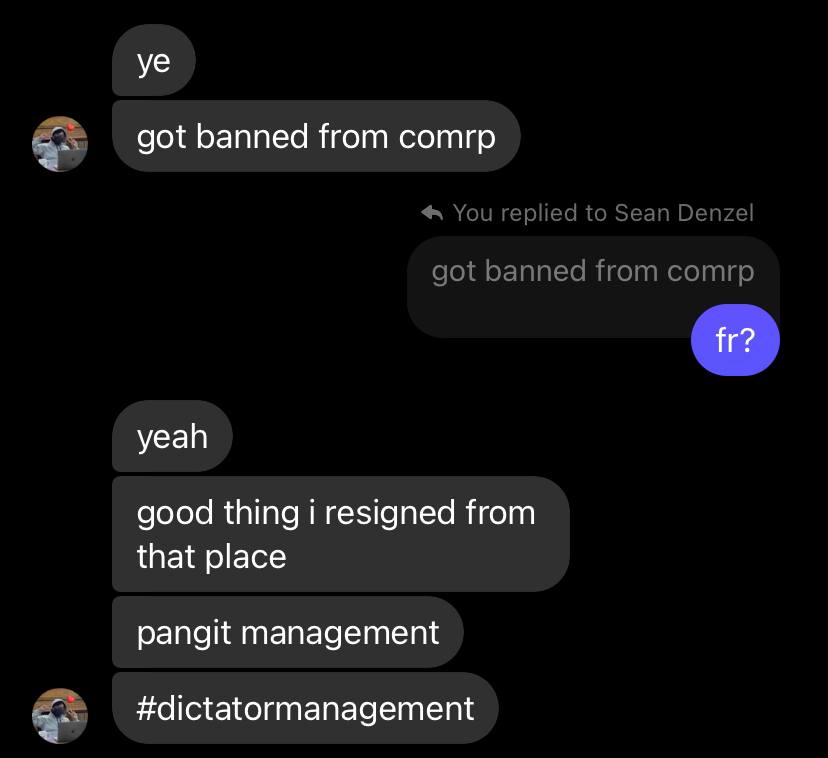 ye
got banned from comrp
You replied to Sean Denzel
got banned from comrp
fr?
yeah
good thing i resigned from
that place
pangit management
#dictatormanagement